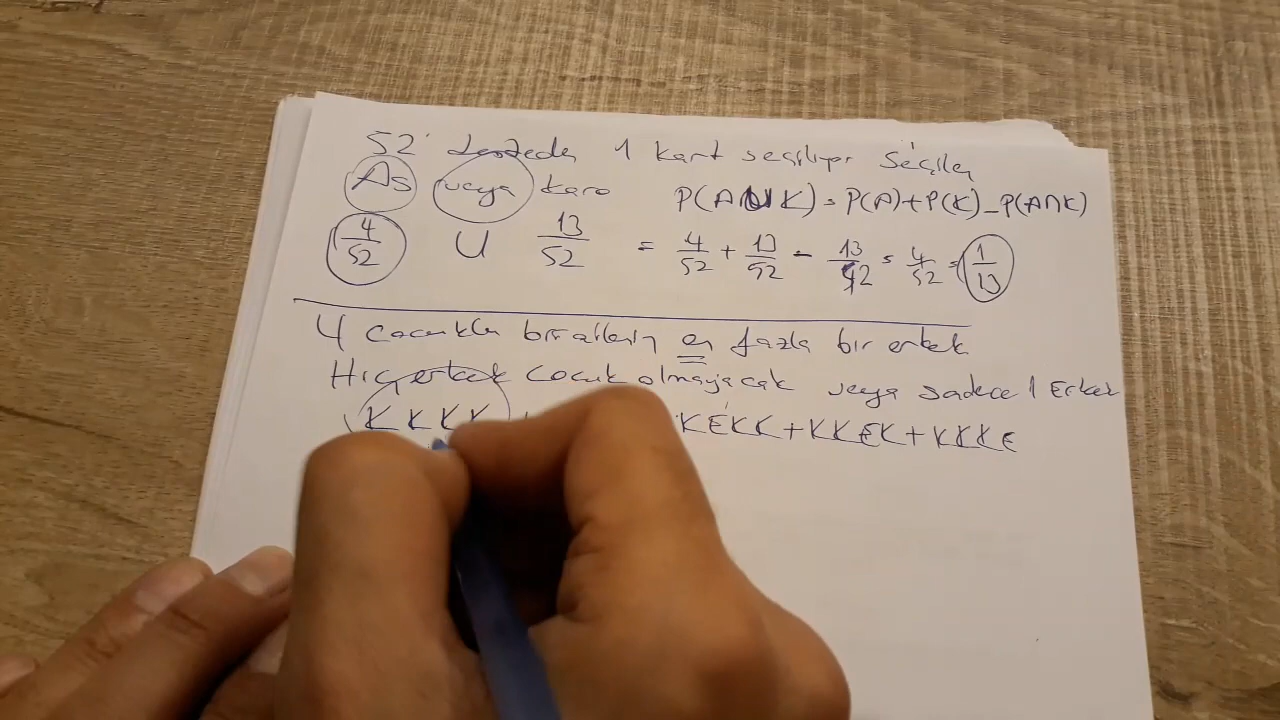 52 desteden 1 kart seçiliyor Seçilen
As veya karo P(A U K) = P(A)+P(K)-P(A∩K)
4/52 U 13/52 = 4/52 + 13/52 - 13/52 = 4/52 = 1/13
4 çocuklu bir ailenin en fazla bir erkek
Hiç erkek çocuk olmayacak veya sadece 1 Erkek
KKKK KEKK+KKEK+KKKE